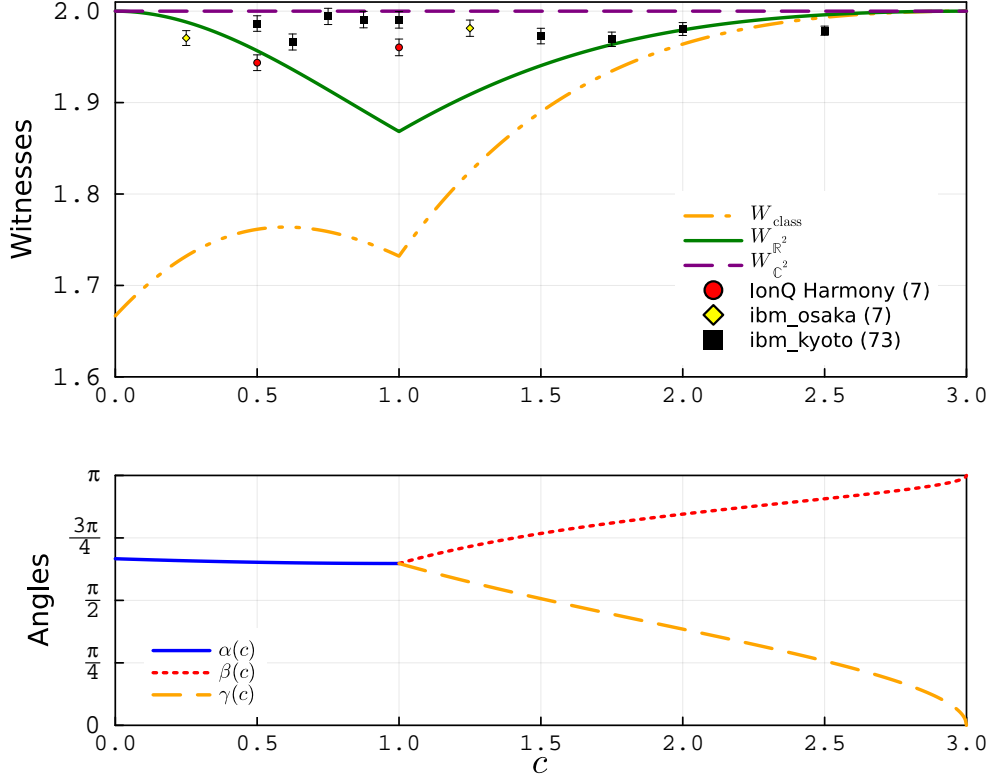 2.0
1.9
1.8
1.7
1.6
Witnesses
W_class
W_ℝ²
W_ℂ²
IonQ Harmony (7)
ibm_osaka (7)
ibm_kyoto (73)
0.0 0.5 1.0 1.5 2.0 2.5 3.0
π
3π/4
π/2
π/4
0
Angles
α(c)
β(c)
γ(c)
0.0 0.5 1.0 1.5 2.0 2.5 3.0
c